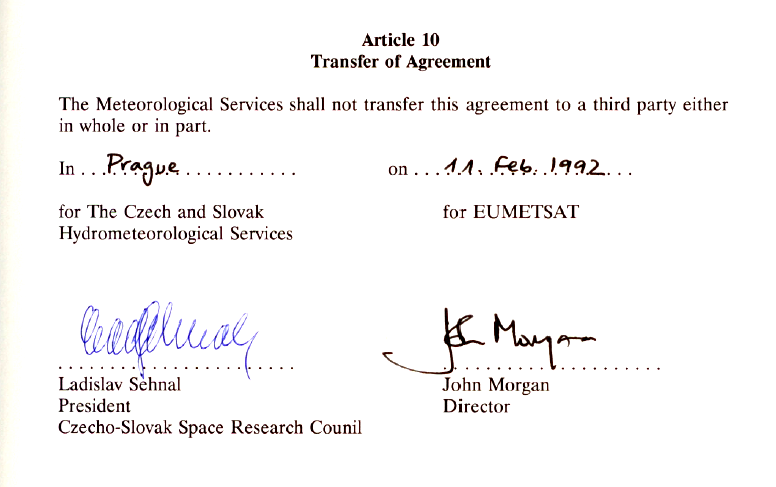 Article 10
Transfer of Agreement
The Meteorological Services shall not transfer this agreement to a third party either
in whole or in part.
In . . . Prague . . . . . . . . . . . on . . . 11. Feb. 1992 . . .
for The Czech and Slovak for EUMETSAT
Hydrometeorological Services
J Morgan
Ladislav Sehnal John Morgan
President Director
Czecho-Slovak Space Research Counil